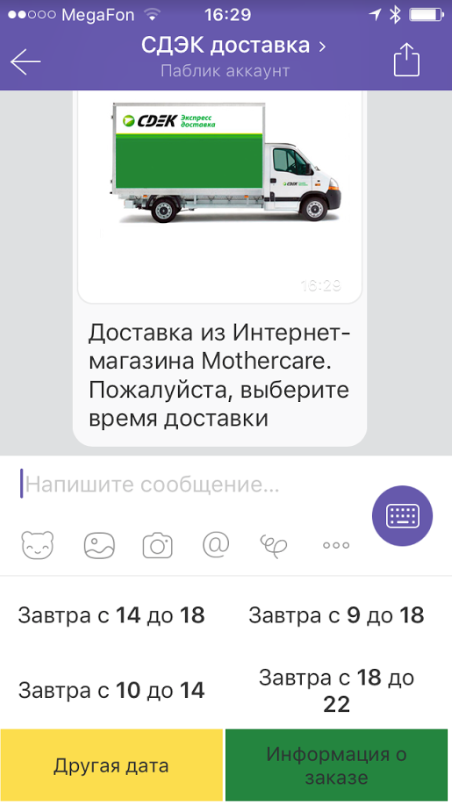 MegaFon 16:29
СДЭК доставка
Паблик аккаунт
CDEK Экспресс
доставка
CDEK
16:29
Доставка из Интернет-
магазина Mothercare.
Пожалуйста, выберите
время доставки
Напишите сообщение...
Завтра с 14 до 18
Завтра с 9 до 18
Завтра с 10 до 14
Завтра с 18 до
22
Другая дата
Информация о
заказе